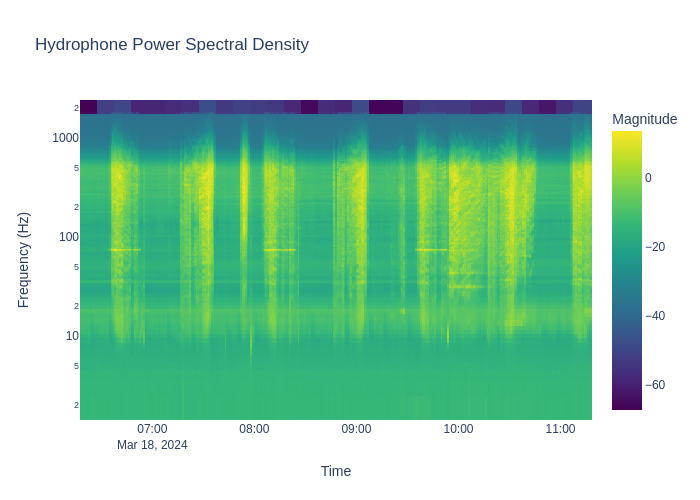 Hydrophone Power Spectral Density
Magnitude
2
1000
5
2
100
5
2
10
5
2
Frequency (Hz)
0
−20
−40
−60
07:00 08:00 09:00 10:00 11:00
Mar 18, 2024
Time